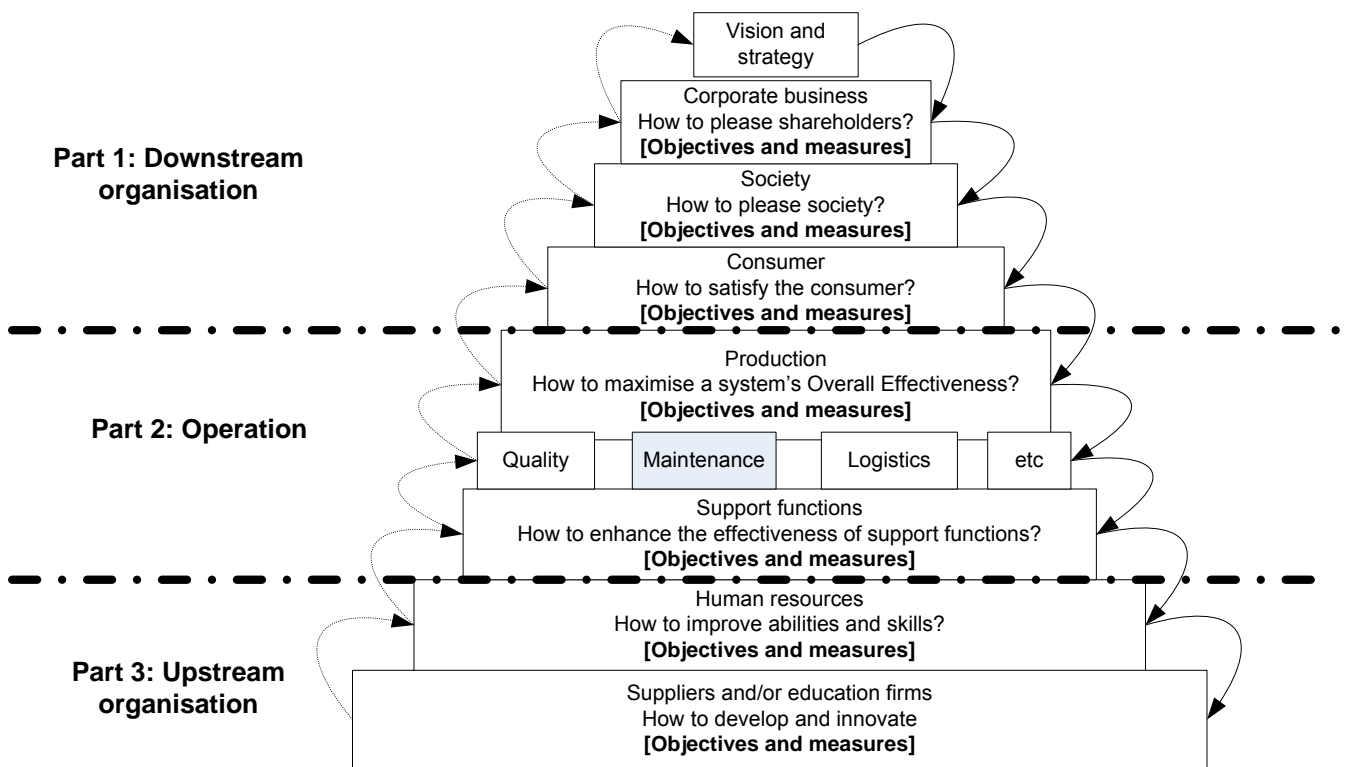 Vision and
strategy
Corporate business
How to please shareholders?
[Objectives and measures]
Part 1: Downstream
organisation
Society
How to please society?
[Objectives and measures]
Consumer
How to satisfy the consumer?
[Objectives and measures]
Production
How to maximise a system's Overall Effectiveness?
[Objectives and measures]
Part 2: Operation
Quality
Maintenance
Logistics
etc
Support functions
How to enhance the effectiveness of support functions?
[Objectives and measures]
Human resources
How to improve abilities and skills?
[Objectives and measures]
Part 3: Upstream
organisation
Suppliers and/or education firms
How to develop and innovate
[Objectives and measures]